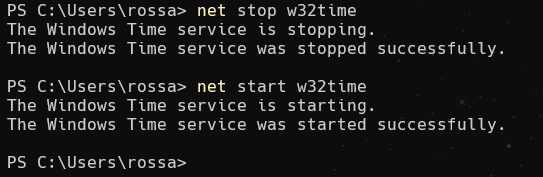 PS C:\Users\rossa> net stop w32time
The Windows Time service is stopping.
The Windows Time service was stopped successfully.
PS C:\Users\rossa> net start w32time
The Windows Time service is starting.
The Windows Time service was started successfully.
PS C:\Users\rossa>